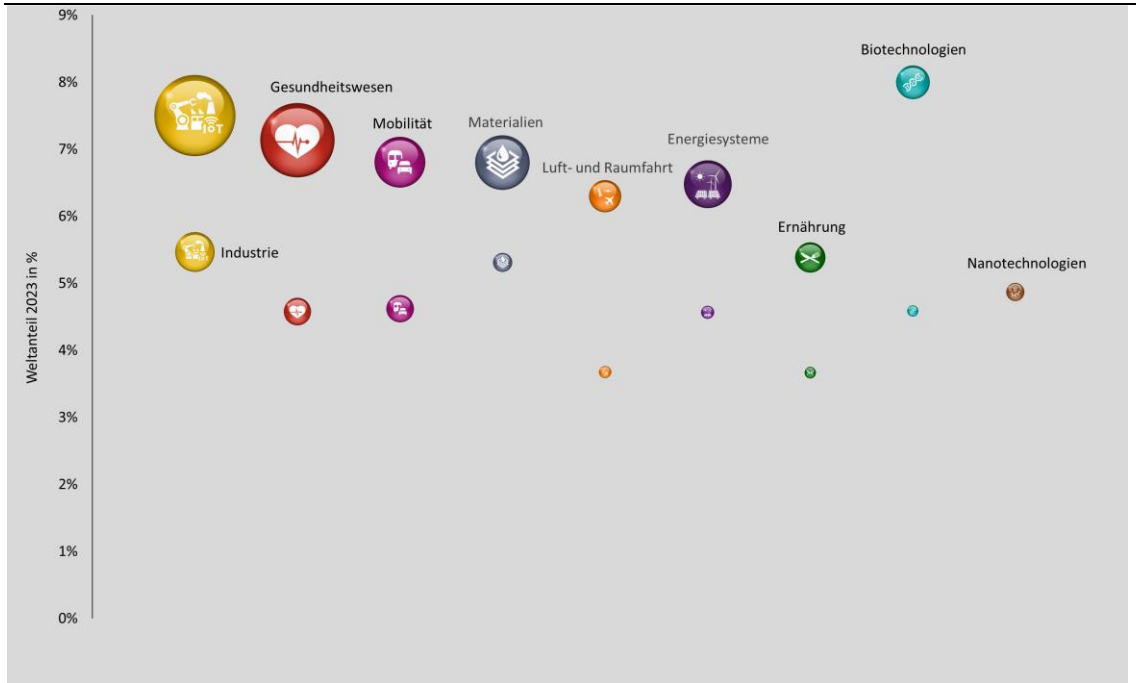 9%
Biotechnologien
8%
Gesundheitswesen
IoT
Mobilität
Materialien
Energiesysteme
7%
Luft- und Raumfahrt
6%
Ernährung
Industrie
IoT
Nanotechnologien
5%
4%
3%
2%
1%
0%
Weltanteil 2023 in %